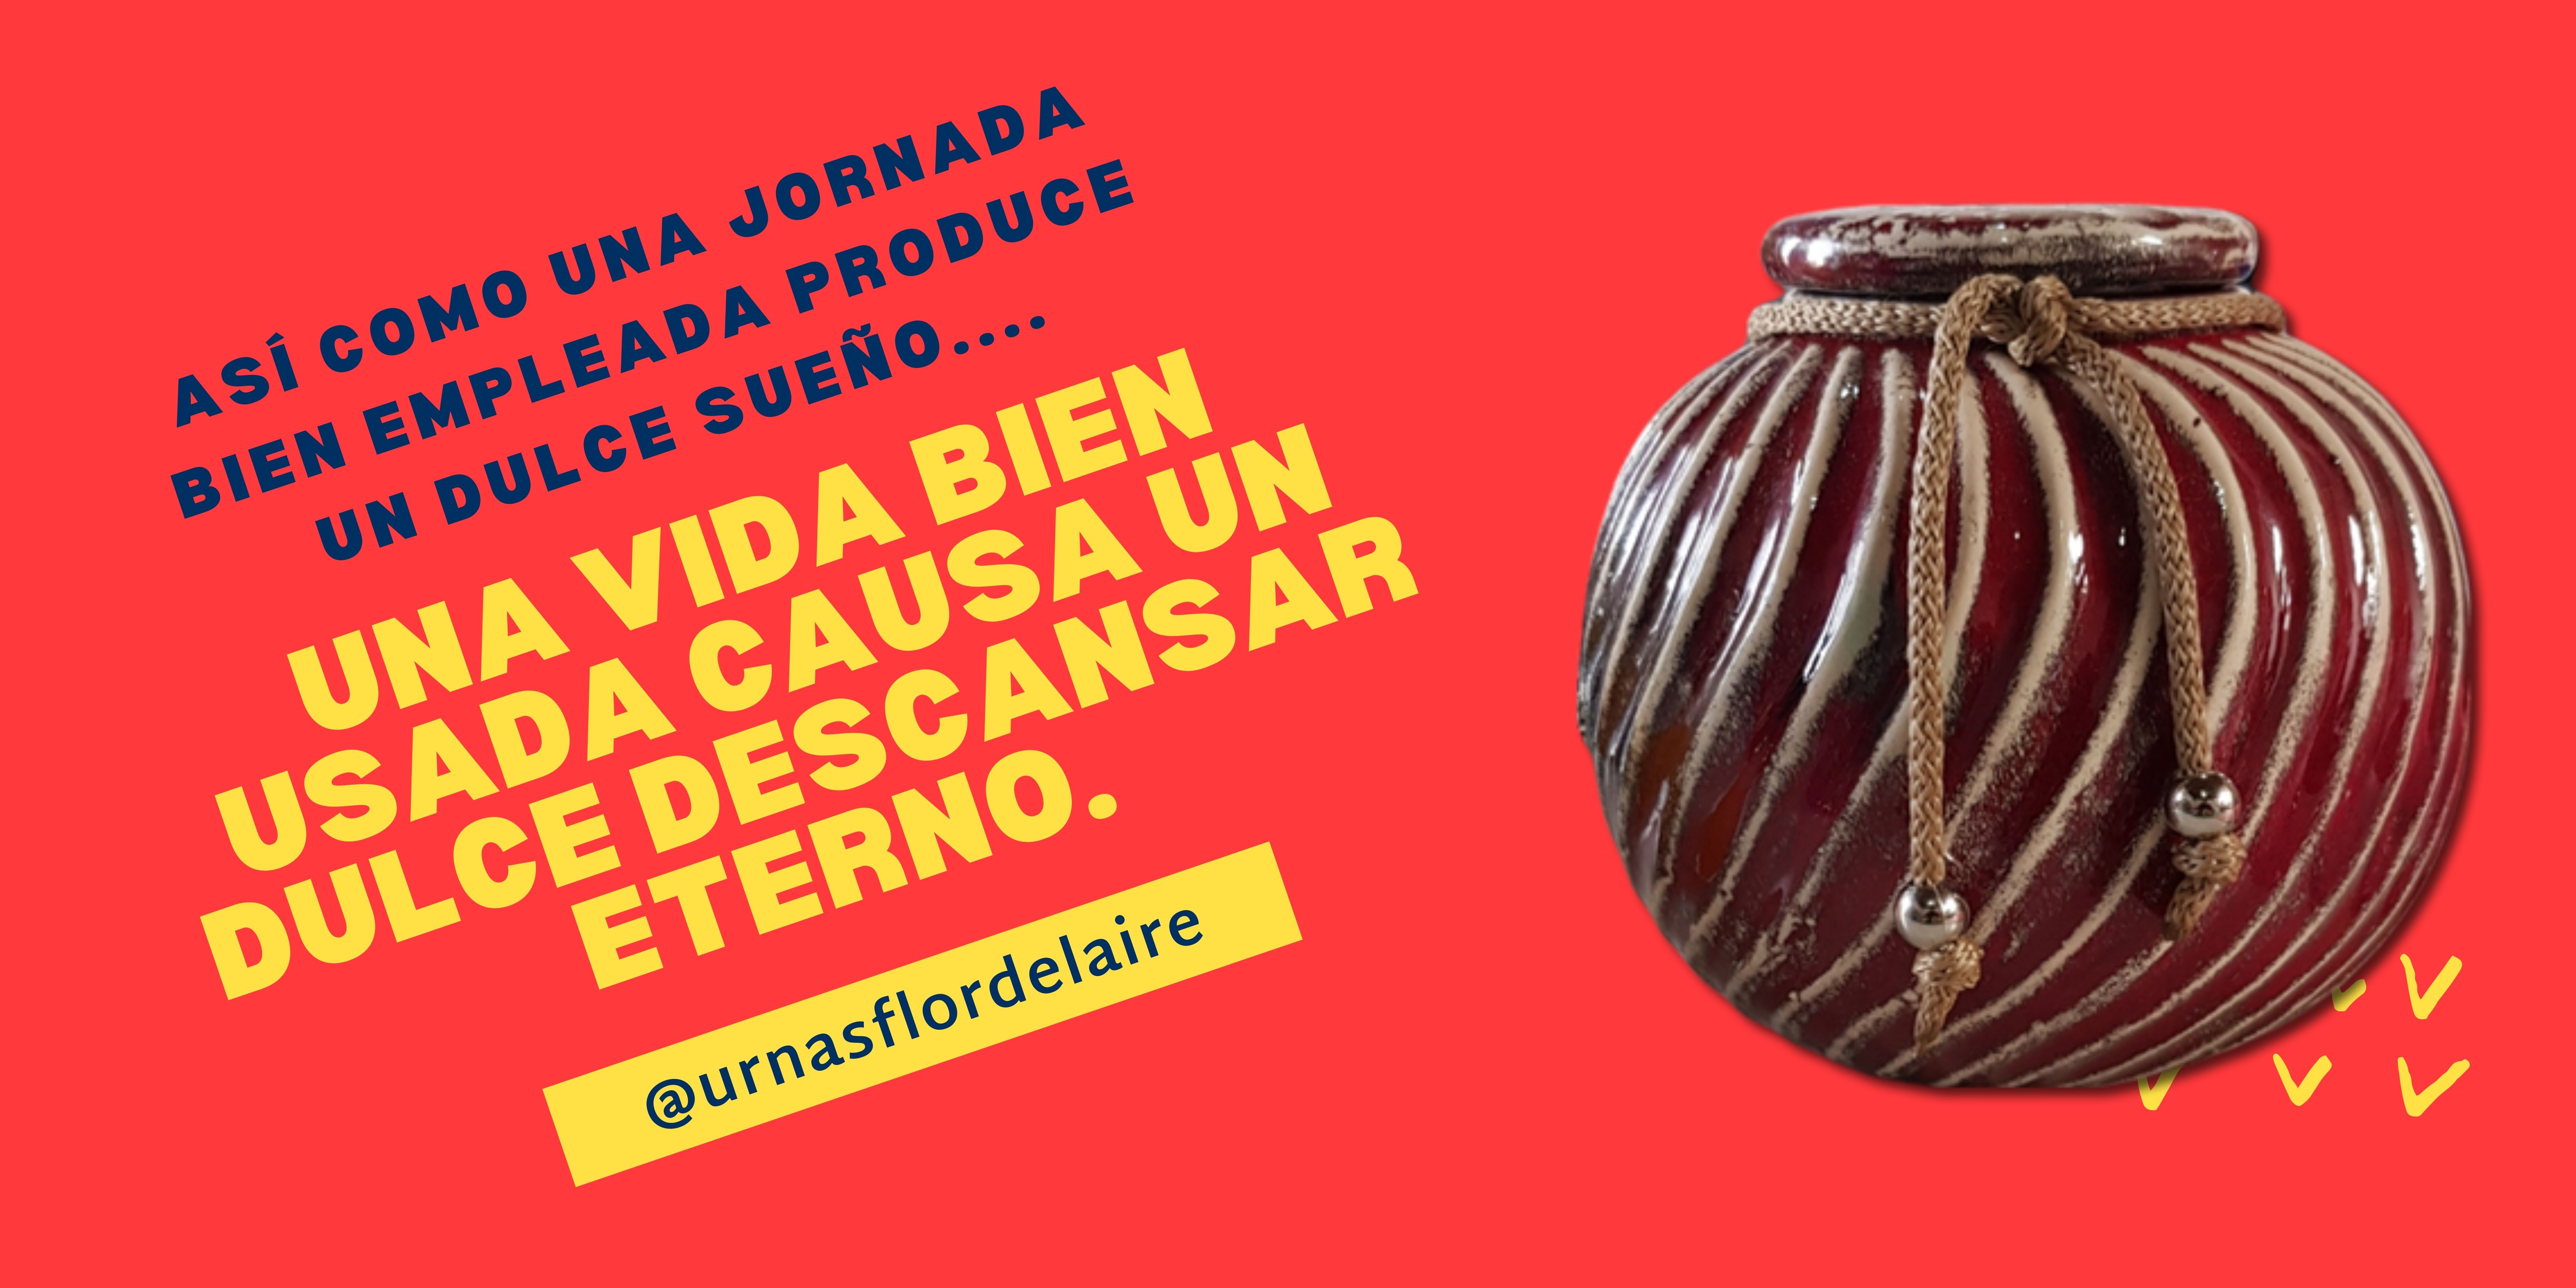 ASÍ COMO UNA JORNADA
BIEN EMPLEADA PRODUCE
UN DULCE SUEÑO....
UNA VIDA BIEN
USADA CAUSA UN
DULCE DESCANSAR
ETERNO.
@urnasflordelaire